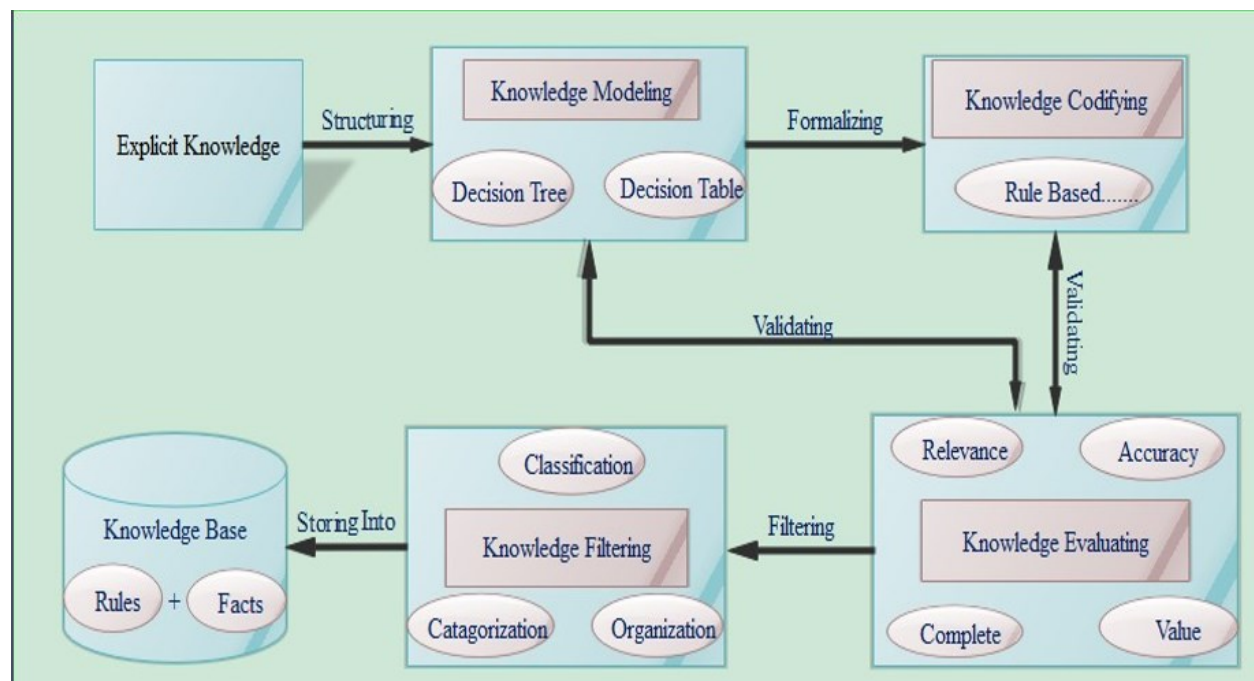 Explicit Knowledge
Structuring
Knowledge Modeling
Decision Tree
Decision Table
Formalizing
Knowledge Codifying
Rule Based.......
Validating
Validating
Relevance
Accuracy
Knowledge Evaluating
Complete
Value
Filtering
Classification
Knowledge Filtering
Catagorization
Organization
Storing Into
Knowledge Base
Rules + Facts